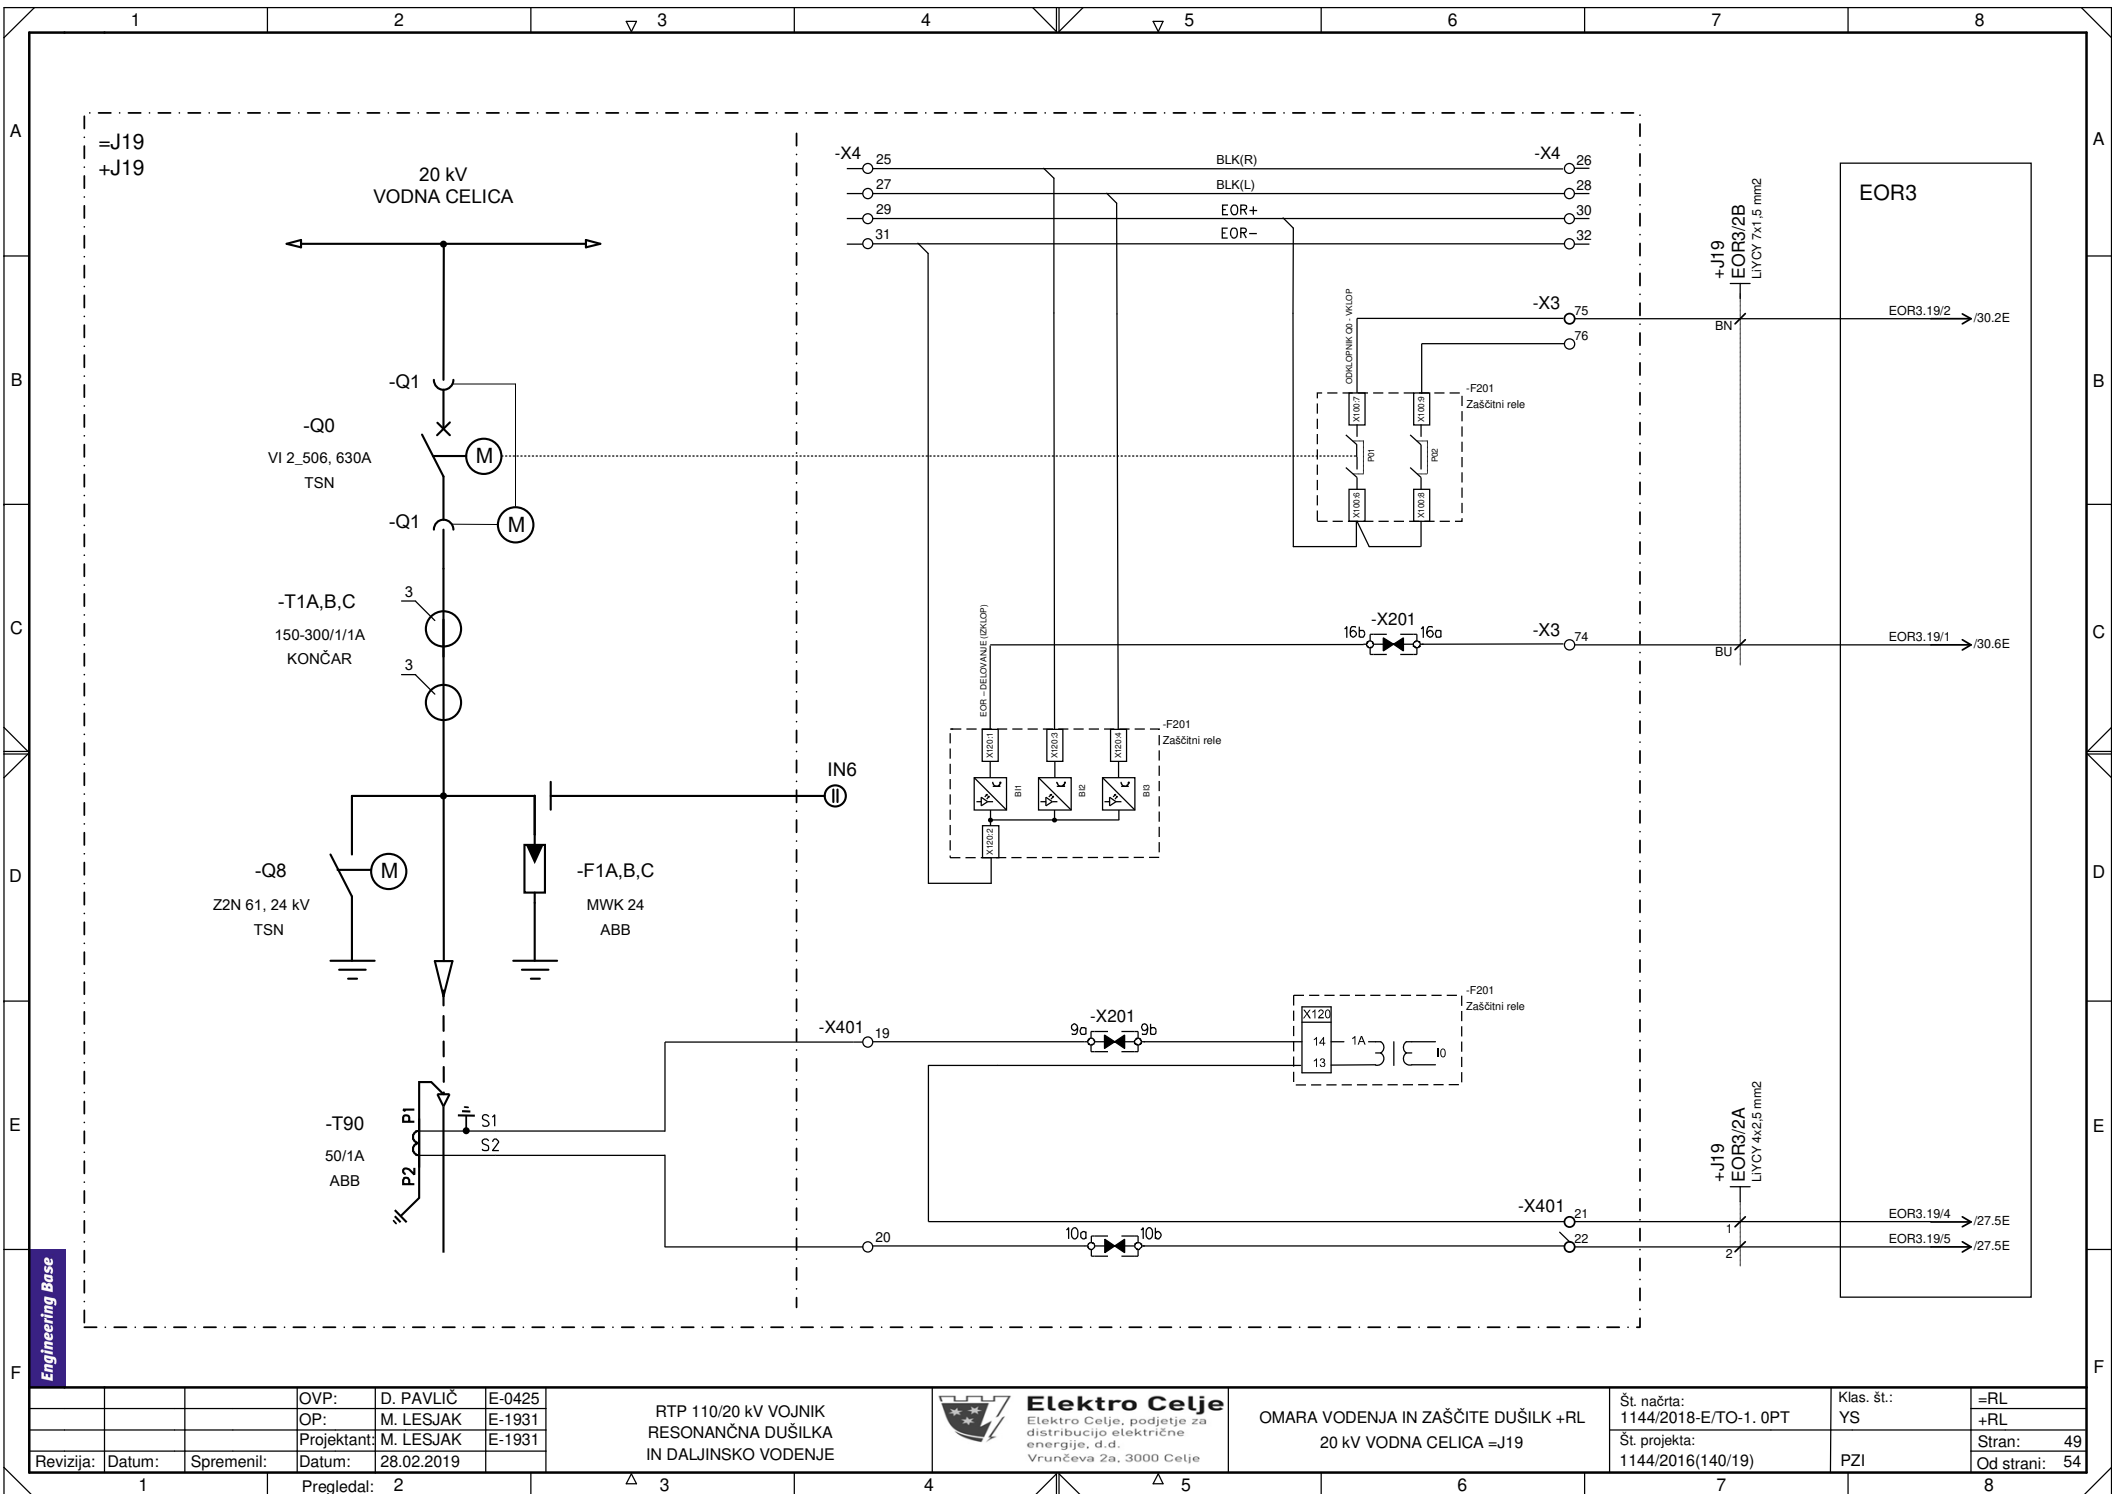 1 2 3 4 5 6 7 8
A
B
C
D
E
F
A
B
C
D
E
F
=J19
+J19
20 kV
VODNA CELICA
-Q1
-Q0
VI 2_506, 630A
TSN
M
-Q1
M
-T1A,B,C
150-300/1/1A
KONČAR
3
3
IN6
-Q8
Z2N 61, 24 kV
TSN
M
-F1A,B,C
MWK 24
ABB
-T90
50/1A
ABB
P1
P2
S1
S2
-X4 25 BLK(R) -X4 26
27 BLK(L) 28
29 EOR+ 30
31 EOR- 32
ODKLOPNIK Q0 - VKLOP
-X3 75
76
-F201
Zaščitni rele
X100:7
X100:9
P01
P02
X100:6
X100:8
EOR - DELOVANJE (IZKLOP)
-X201
16b 16a
-X3 74
-F201
Zaščitni rele
X120:1
X120:3
X120:4
BI1
BI2
BI3
X120:2
-X401 19
-X201
9a 9b
-F201
Zaščitni rele
X120
14 1A
13
I0
-X401 21
20
10a 10b
22
+J19
EOR3/2B
LiYCY 7x1,5 mm2
BN
BU
+J19
EOR3/2A
LiYCY 4x2,5 mm2
1
2
EOR3
EOR3.19/2 /30.2E
EOR3.19/1 /30.6E
EOR3.19/4 /27.5E
EOR3.19/5 /27.5E
Engineering Base
OVP: D. PAVLIČ E-0425
OP: M. LESJAK E-1931
Projektant: M. LESJAK E-1931
Revizija: Datum: Spremenil: Datum: 28.02.2019
Pregledal:
RTP 110/20 kV VOJNIK
RESONANČNA DUŠILKA
IN DALJINSKO VODENJE
Elektro Celje
Elektro Celje, podjetje za
distribucijo električne
energije, d.d.
Vrunčeva 2a, 3000 Celje
OMARA VODENJA IN ZAŠČITE DUŠILK +RL
20 kV VODNA CELICA =J19
Št. načrta:
1144/2018-E/TO-1. 0PT
Št. projekta:
1144/2016(140/19)
Klas. št.:
YS
PZI
=RL
+RL
Stran: 49
Od strani: 54
1 2 3 4 5 6 7 8